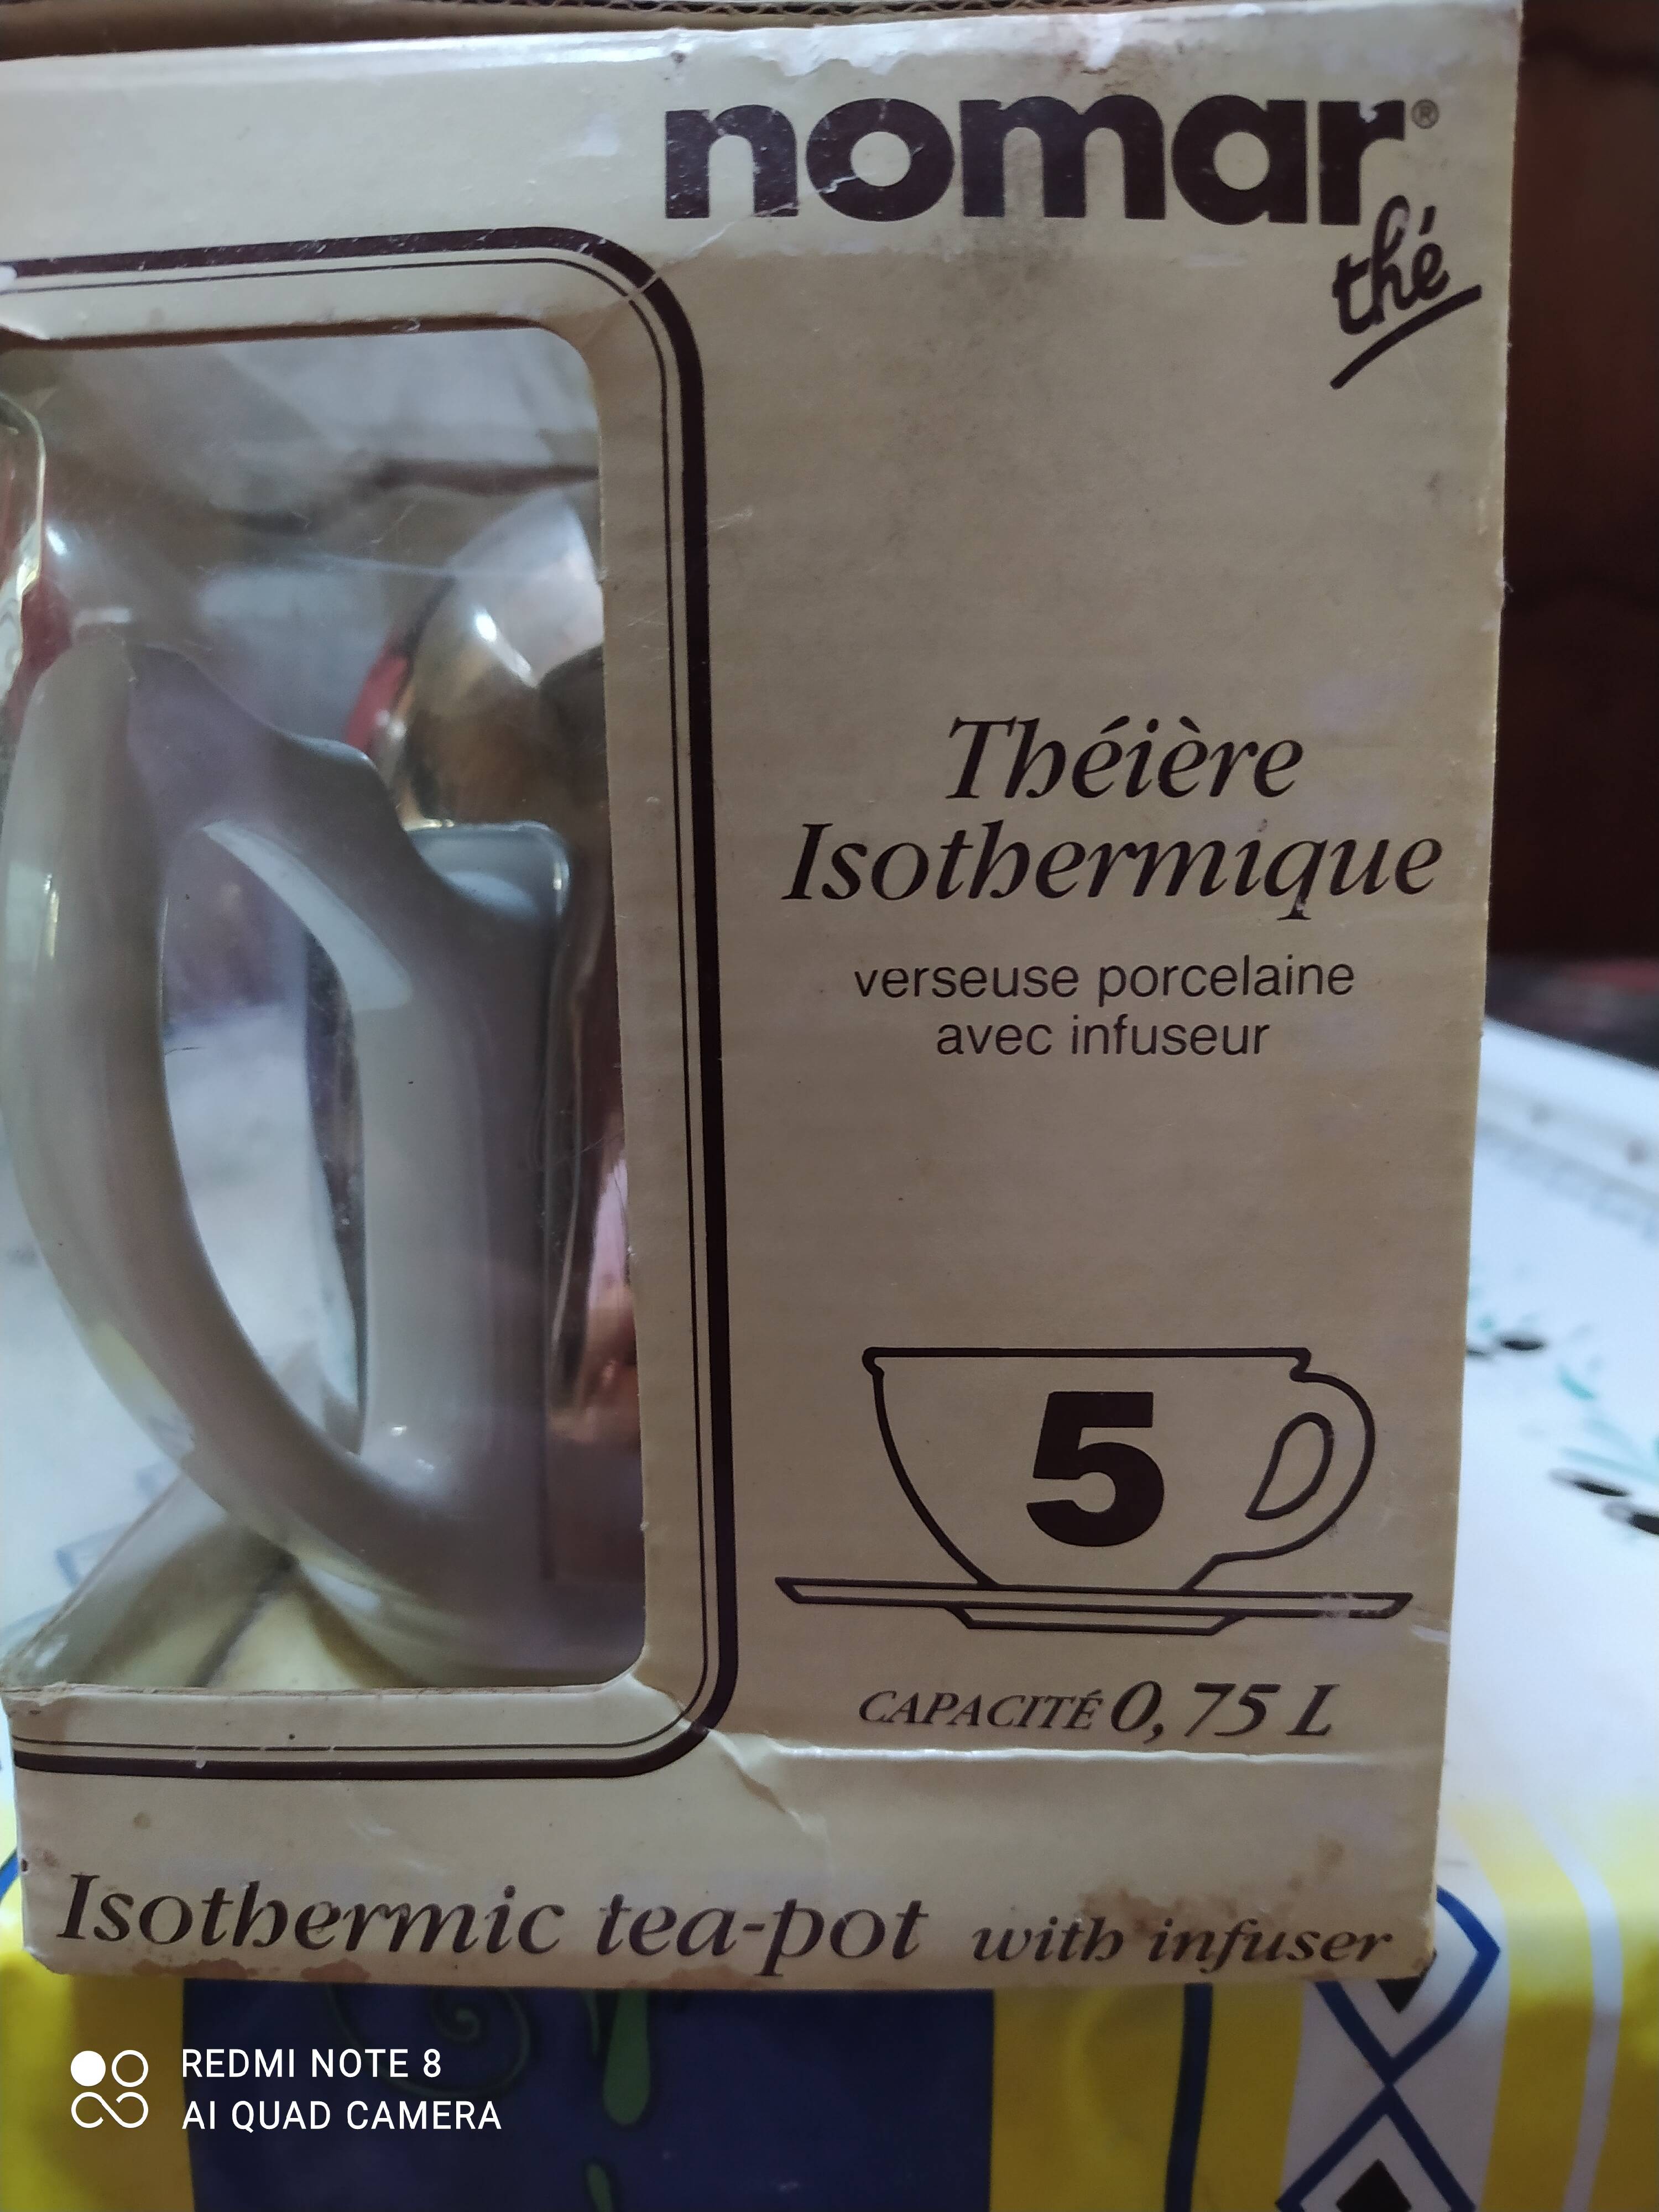 nomar®
thé
Théière
Isothermique
verseuse porcelaine
avec infuseur
5
CAPACITÉ 0,75 L
Isothermic tea-pot with infuser
REDMI NOTE 8
AI QUAD CAMERA